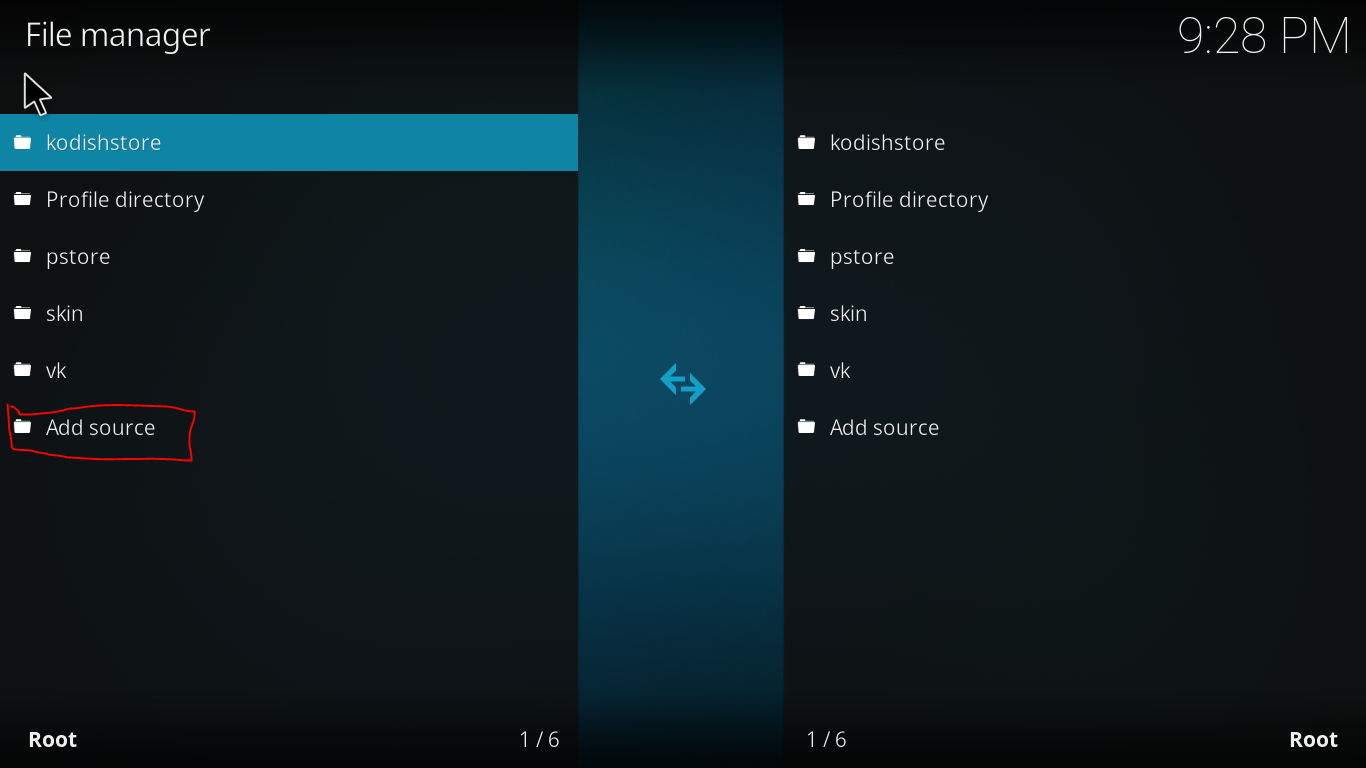 File manager
9:28 PM
kodishstore
Profile directory
pstore
skin
vk
Add source
kodishstore
Profile directory
pstore
skin
vk
Add source
Root
1 / 6
1 / 6
Root